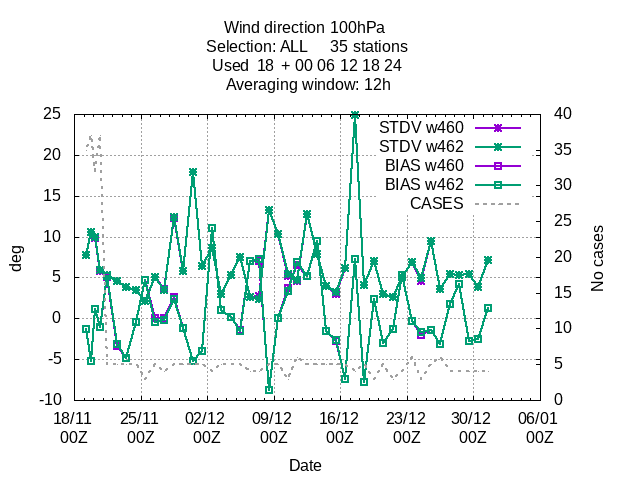 Wind direction 100hPa
Selection: ALL 35 stations
Used 18 + 00 06 12 18 24
Averaging window: 12h
STDV w460
STDV w462
BIAS w460
BIAS w462
CASES
deg
25
20
15
10
5
0
-5
-10
No cases
40
35
30
25
20
15
10
5
0
18/11 25/11 02/12 09/12 16/12 23/12 30/12 06/01
00Z 00Z 00Z 00Z 00Z 00Z 00Z 00Z
Date